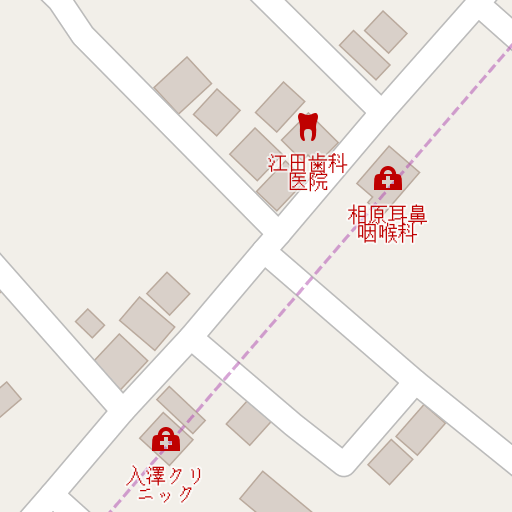 江田歯科
医院
相原耳鼻
咽喉科
入澤クリ
ニック